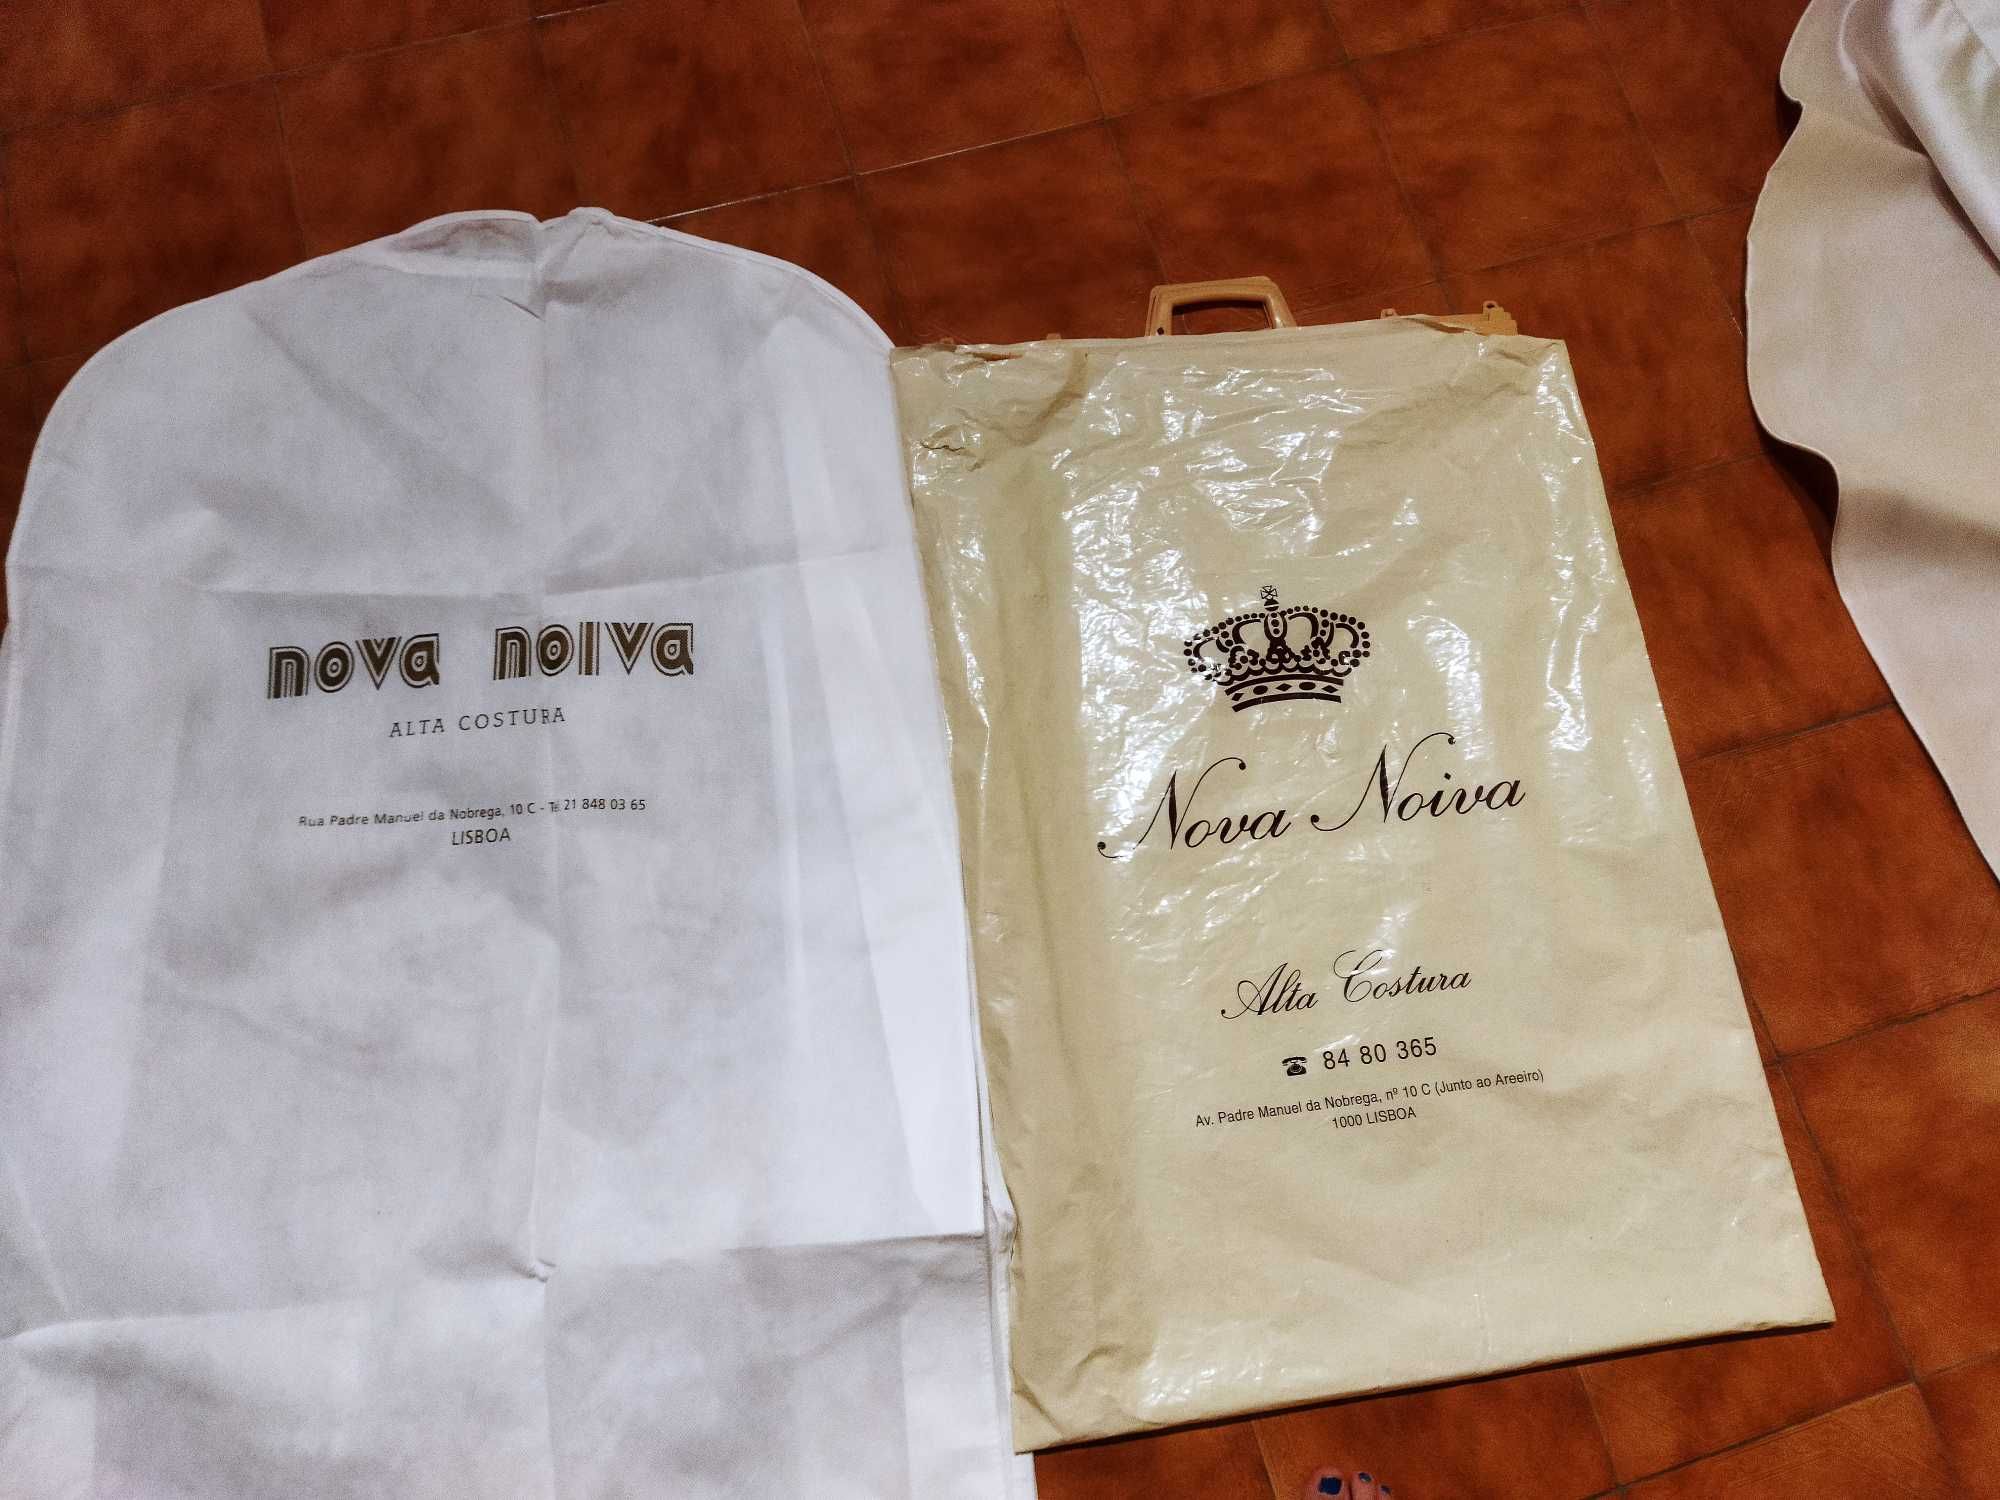 nova noiva
ALTA COSTURA
Rua Padre Manuel da Nobrega, 10 C - Tel. 21 848 03 65
LISBOA
Nova Noiva
Alta Costura
☎ 84 80 365
Av. Padre Manuel da Nobrega, nº 10 C (Junto ao Areeiro)
1000 LISBOA